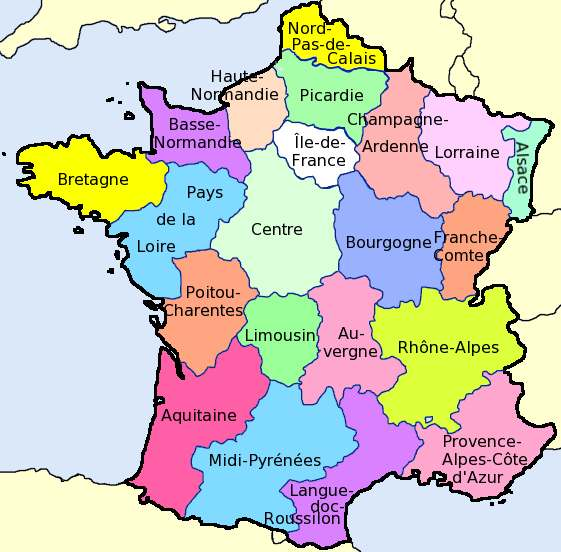 Nord-
Pas-de-
Calais
Haute-
Normandie
Picardie
Champagne-
Ardenne
Basse-
Normandie
Île-de-
France
Lorraine
Alsace
Bretagne
Pays
de la
Loire
Centre
Bourgogne
Franche-
Comte
Poitou-
Charentes
Limousin
Au-
vergne
Rhône-Alpes
Aquitaine
Midi-Pyrénées
Provence-
Alpes-Côte
d'Azur
Langue-
doc-
Roussilon